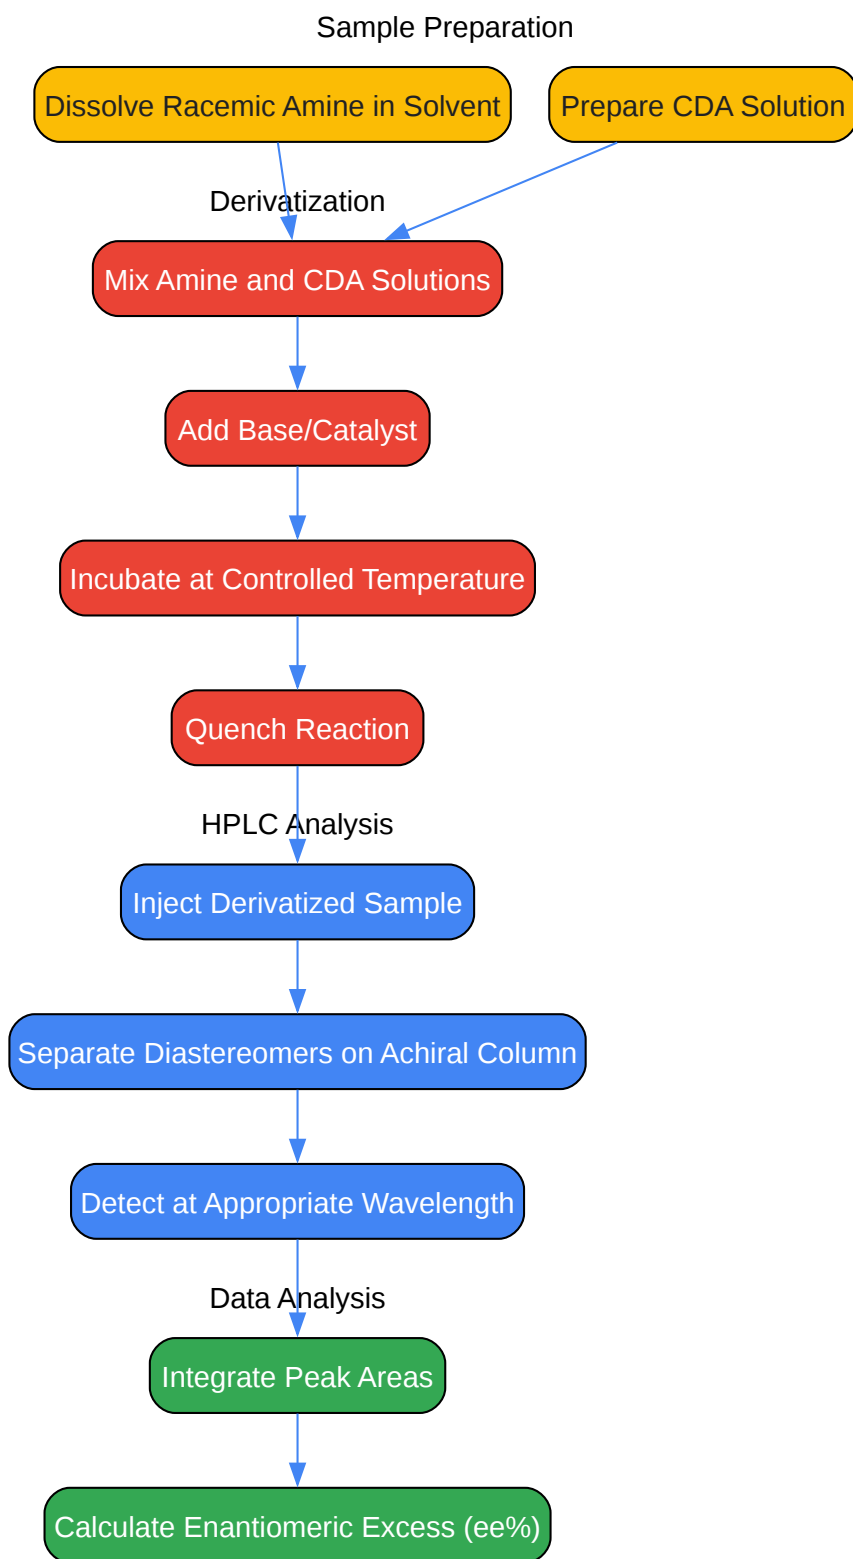 Sample Preparation
Dissolve Racemic Amine in Solvent
Prepare CDA Solution
Derivatization
Mix Amine and CDA Solutions
Add Base/Catalyst
Incubate at Controlled Temperature
Quench Reaction
HPLC Analysis
Inject Derivatized Sample
Separate Diastereomers on Achiral Column
Detect at Appropriate Wavelength
Data Analysis
Integrate Peak Areas
Calculate Enantiomeric Excess (ee%)